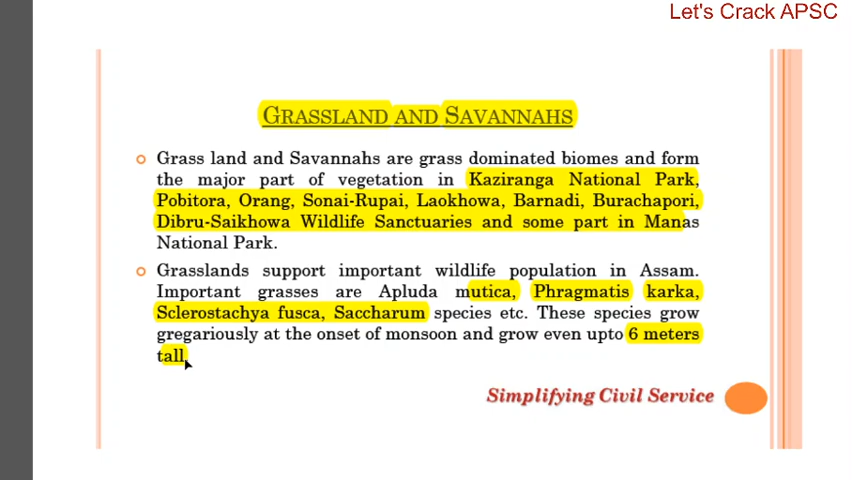 Let's Crack APSC
GRASSLAND AND SAVANNAHS
Grass land and Savannahs are grass dominated biomes and form
the major part of vegetation in Kaziranga National Park,
Pobitora, Orang, Sonai-Rupai, Laokhowa, Barnadi, Burachapori,
Dibru-Saikhowa Wildlife Sanctuaries and some part in Manas
National Park.
Grasslands support important wildlife population in Assam.
Important grasses are Apluda mutica, Phragmatis karka,
Sclerostachya fusca, Saccharum species etc. These species grow
gregariously at the onset of monsoon and grow even upto 6 meters
tall.
Simplifying Civil Service